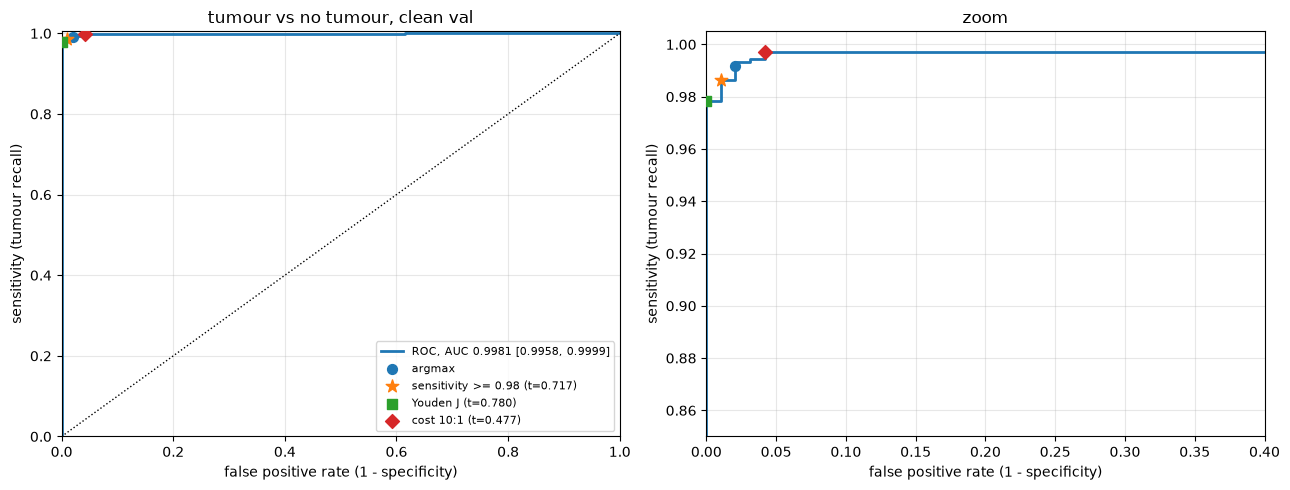 tumour vs no tumour, clean val
sensitivity (tumour recall)
1.0
0.8
0.6
0.4
0.2
0.0
ROC, AUC 0.9981 [0.9958, 0.9999]
argmax
sensitivity >= 0.98 (t=0.717)
Youden J (t=0.780)
cost 10:1 (t=0.477)
0.0 0.2 0.4 0.6 0.8 1.0
false positive rate (1 - specificity)
zoom
sensitivity (tumour recall)
1.00
0.98
0.96
0.94
0.92
0.90
0.88
0.86
0.00 0.05 0.10 0.15 0.20 0.25 0.30 0.35 0.40
false positive rate (1 - specificity)